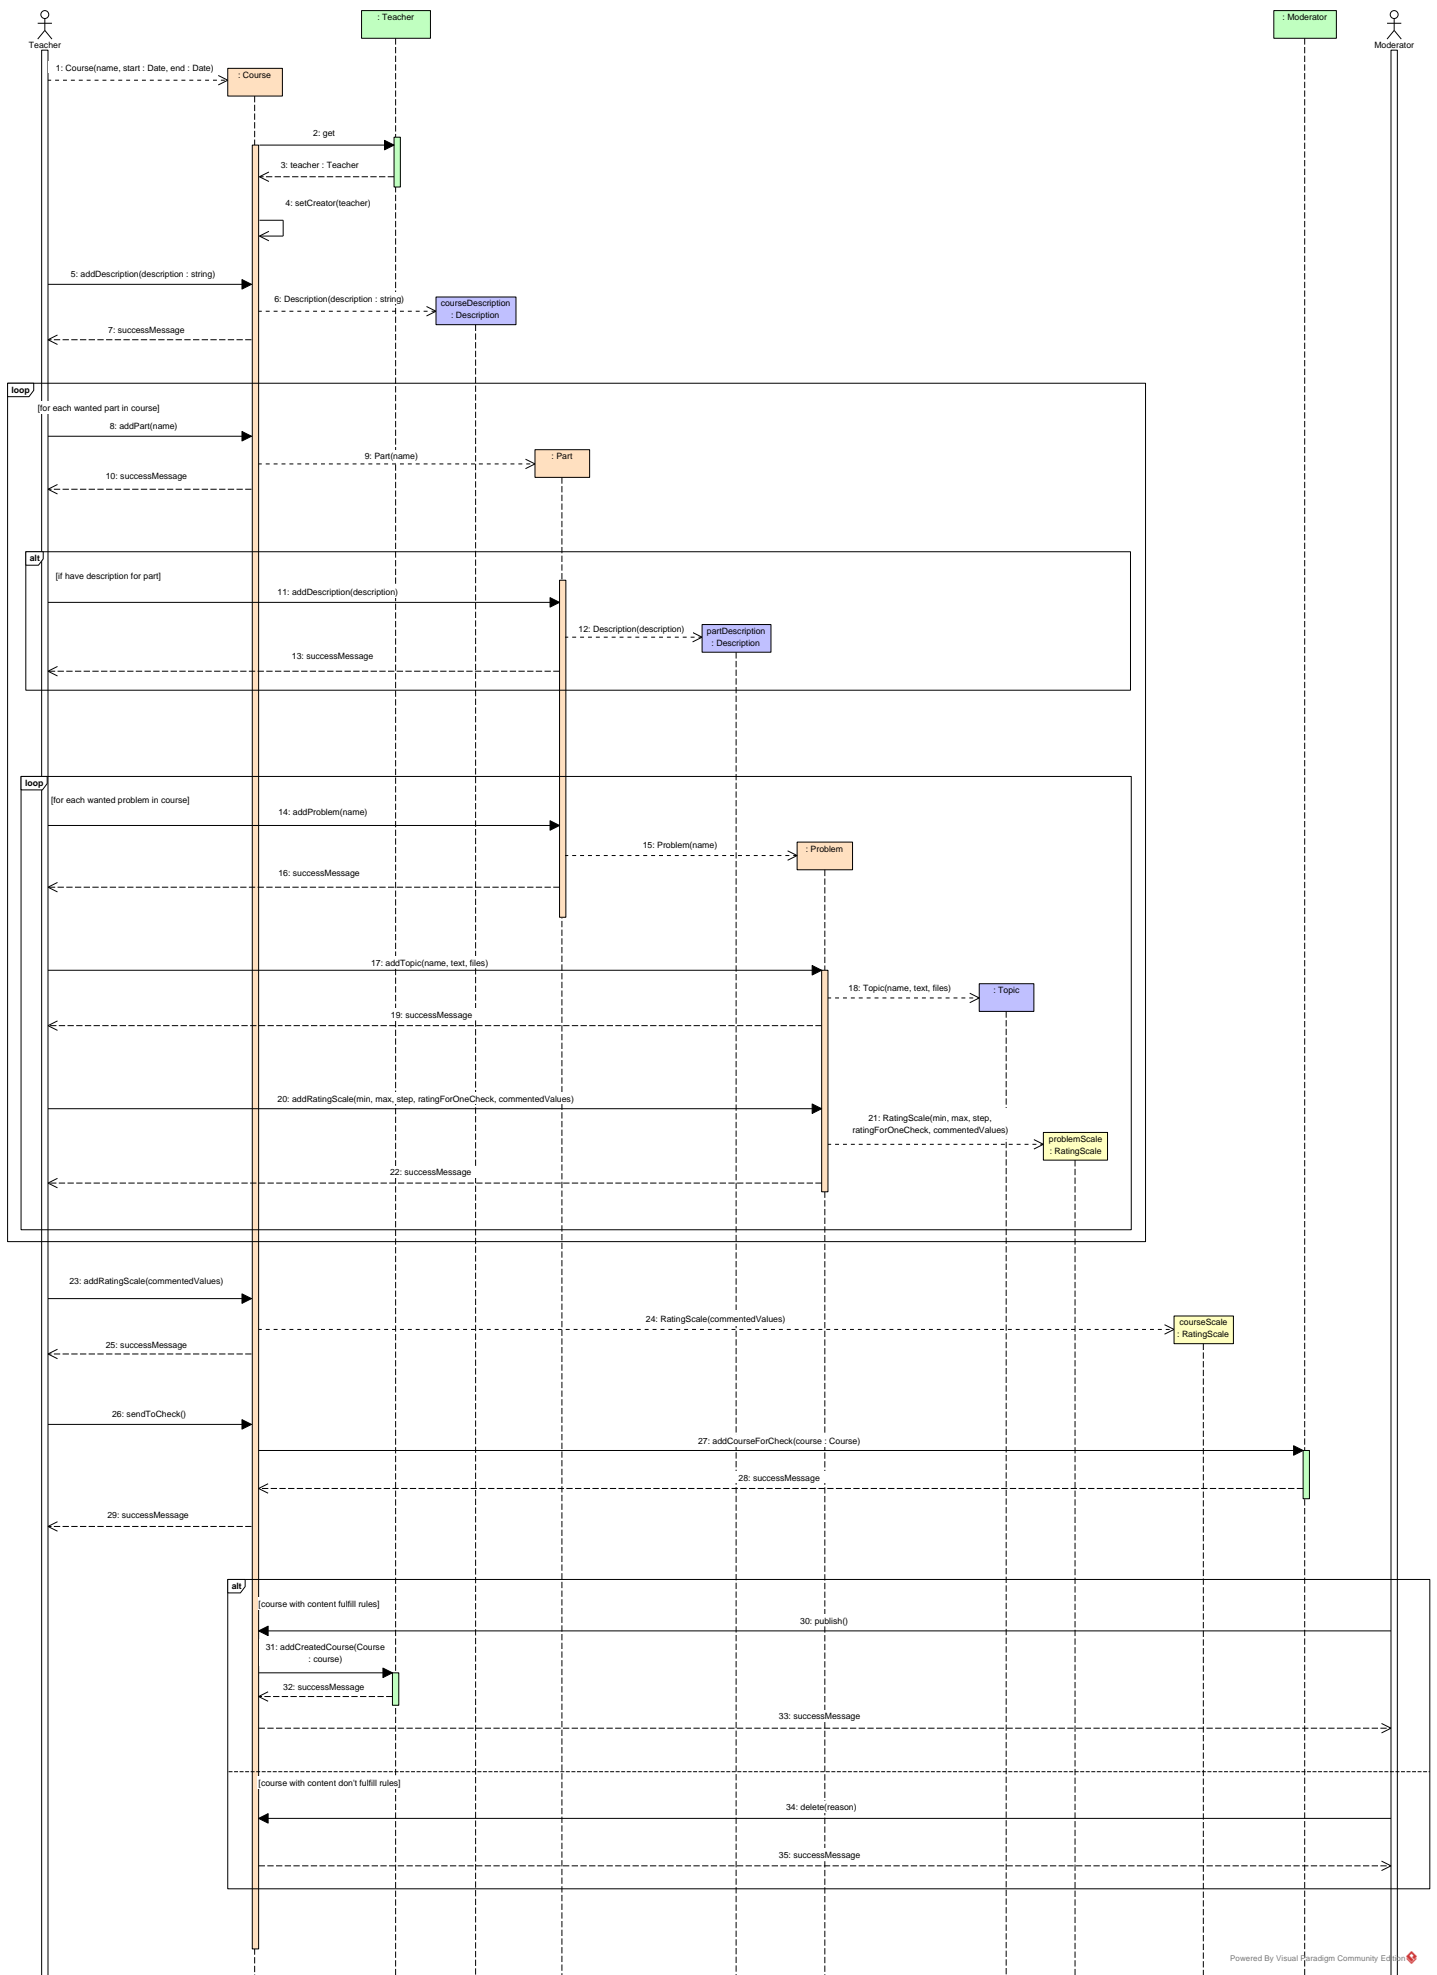 : Teacher
: Moderator
Teacher
Moderator
1: Course(name, start : Date, end : Date)
: Course
2: get
3: teacher : Teacher
4: setCreator(teacher)
5: addDescription(description : string)
6: Description(description : string)
courseDescription
: Description
7: successMessage
loop
[for each wanted part in course]
8: addPart(name)
9: Part(name)
: Part
10: successMessage
alt
[if have description for part]
11: addDescription(description)
12: Description(description)
partDescription
: Description
13: successMessage
loop
[for each wanted problem in course]
14: addProblem(name)
15: Problem(name)
: Problem
16: successMessage
17: addTopic(name, text, files)
18: Topic(name, text, files)
: Topic
19: successMessage
20: addRatingScale(min, max, step, ratingForOneCheck, commentedValues)
21: RatingScale(min, max, step,
ratingForOneCheck, commentedValues)
problemScale
: RatingScale
22: successMessage
23: addRatingScale(commentedValues)
24: RatingScale(commentedValues)
courseScale
: RatingScale
25: successMessage
26: sendToCheck()
27: addCourseForCheck(course : Course)
28: successMessage
29: successMessage
alt
[course with content fulfill rules]
30: publish()
31: addCreatedCourse(Course
: course)
32: successMessage
33: successMessage
[course with content don't fulfill rules]
34: delete(reason)
35: successMessage
Powered By Visual Paradigm Community Edition